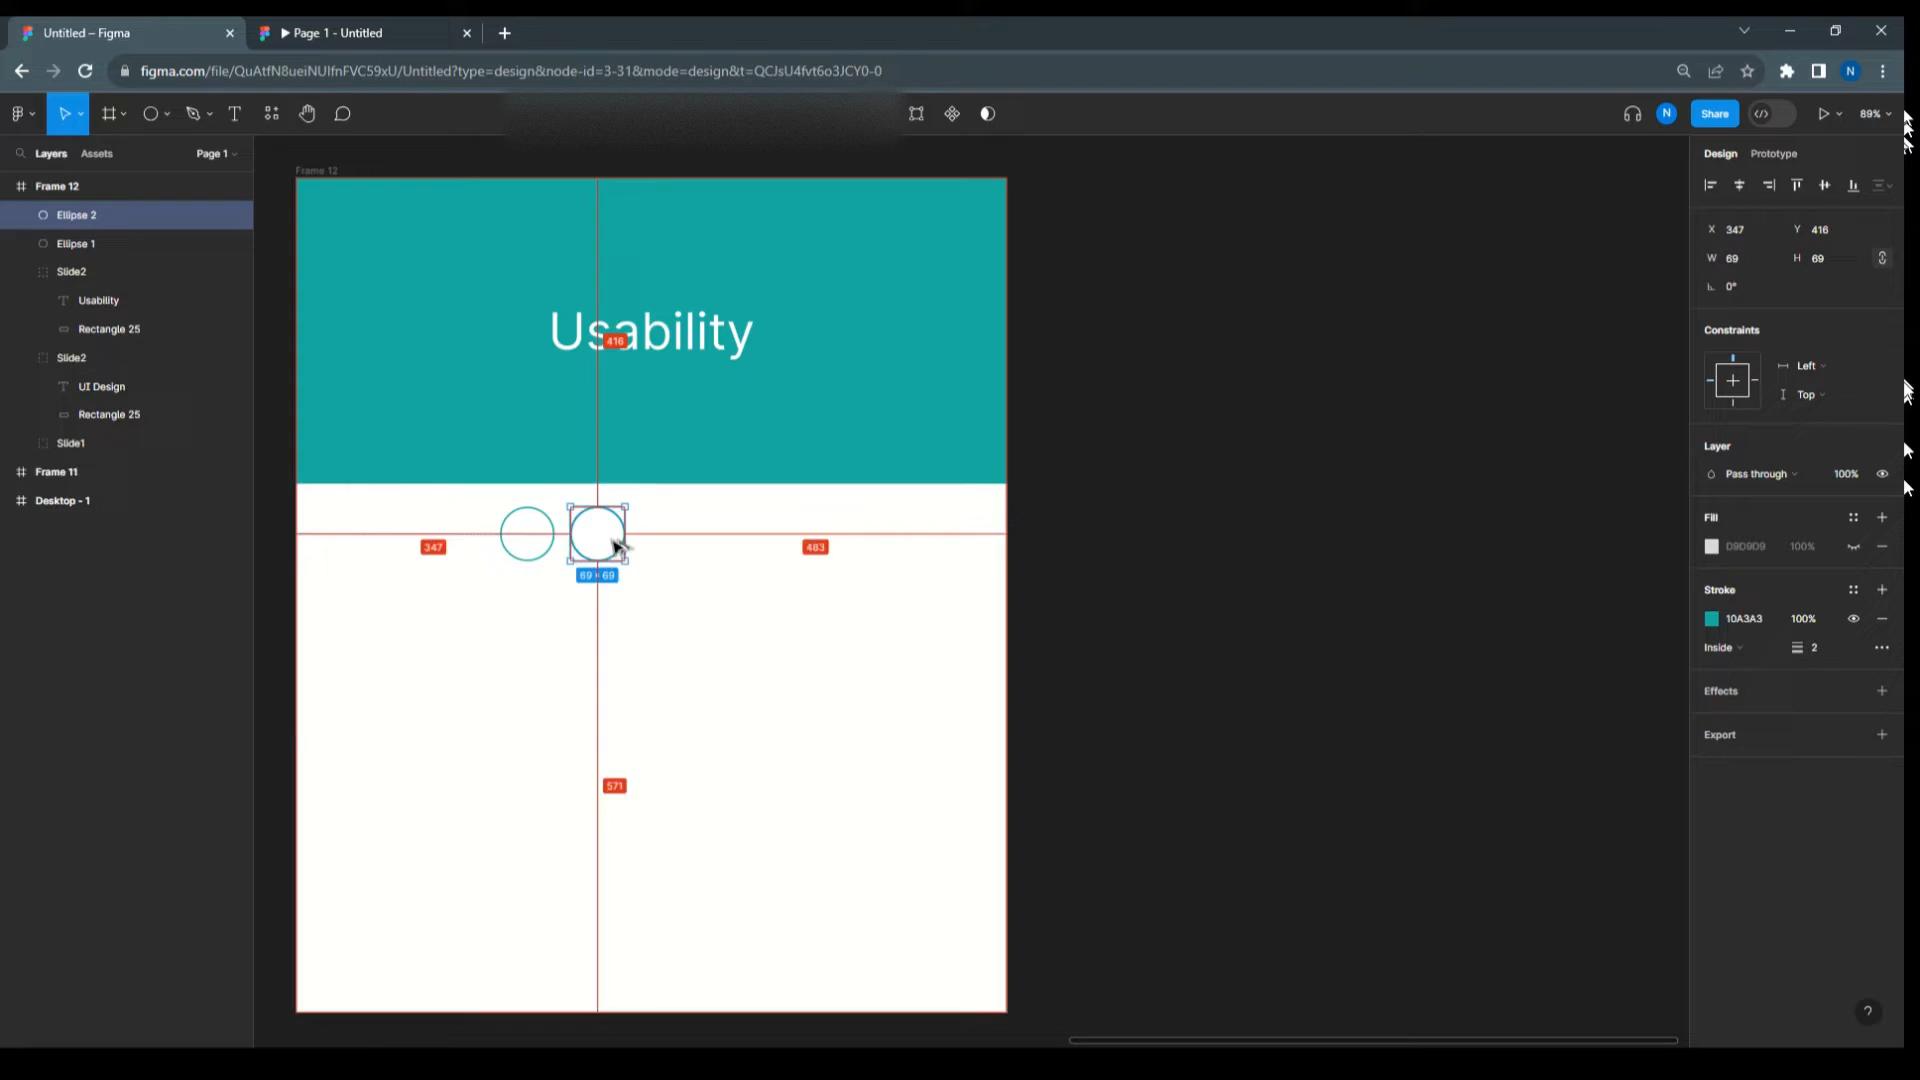 Untitled – Figma
Page 1 - Untitled
figma.com/file/QuAtfN8ueiNUIfnFVC59xU/Untitled?type=design&node-id=3-31&mode=design&t=QCJsU4fvt6o3JCY0-0
N
N
Share
89%
Layers
Assets
Page 1
Design
Prototype
Frame 12
Ellipse 2
Ellipse 1
Slide2
Usability
Rectangle 25
Slide2
UI Design
Rectangle 25
Slide1
Frame 11
Desktop - 1
Frame 12
Usability
416
347
483
69 × 69
571
X 347
Y 416
W 69
H 69
0°
Constraints
Left
Top
Layer
Pass through
100%
Fill
D9D9D9
100%
Stroke
10A3A3
100%
Inside
2
Effects
Export
?